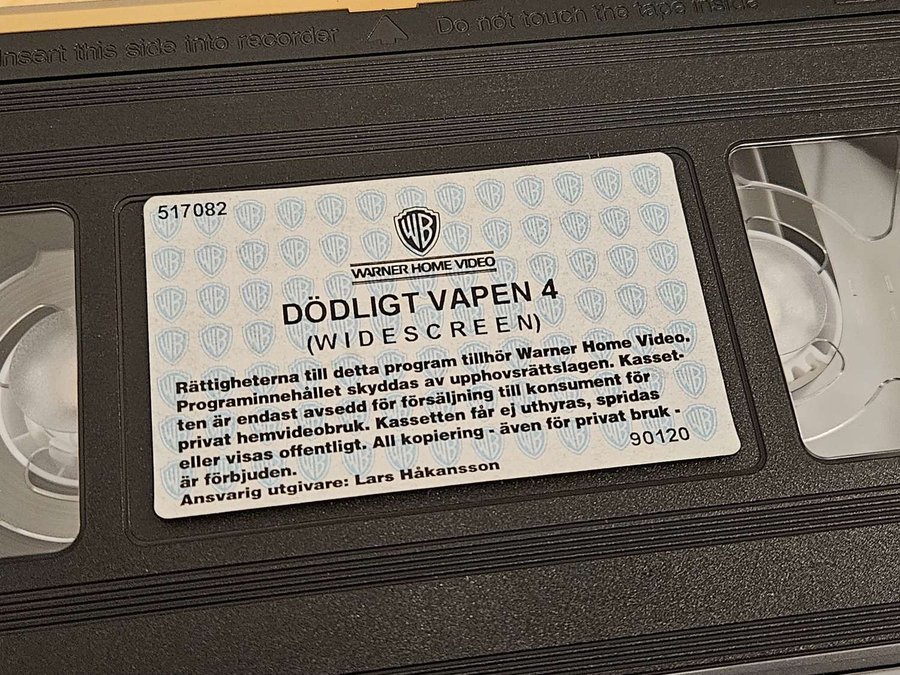 Insert this side into recorder
Do not touch the tape inside
517082
WB
WARNER HOME VIDEO
DÖDLIGT VAPEN 4
(WIDESCREEN)
Rättigheterna till detta program tillhör Warner Home Video.
Programinnehållet skyddas av upphovsrättslagen. Kasset-
ten är endast avsedd för försäljning till konsument för
privat hemvideobruk. Kassetten får ej uthyras, spridas
eller visas offentligt. All kopiering - även för privat bruk -
är förbjuden.
90120
Ansvarig utgivare: Lars Håkansson